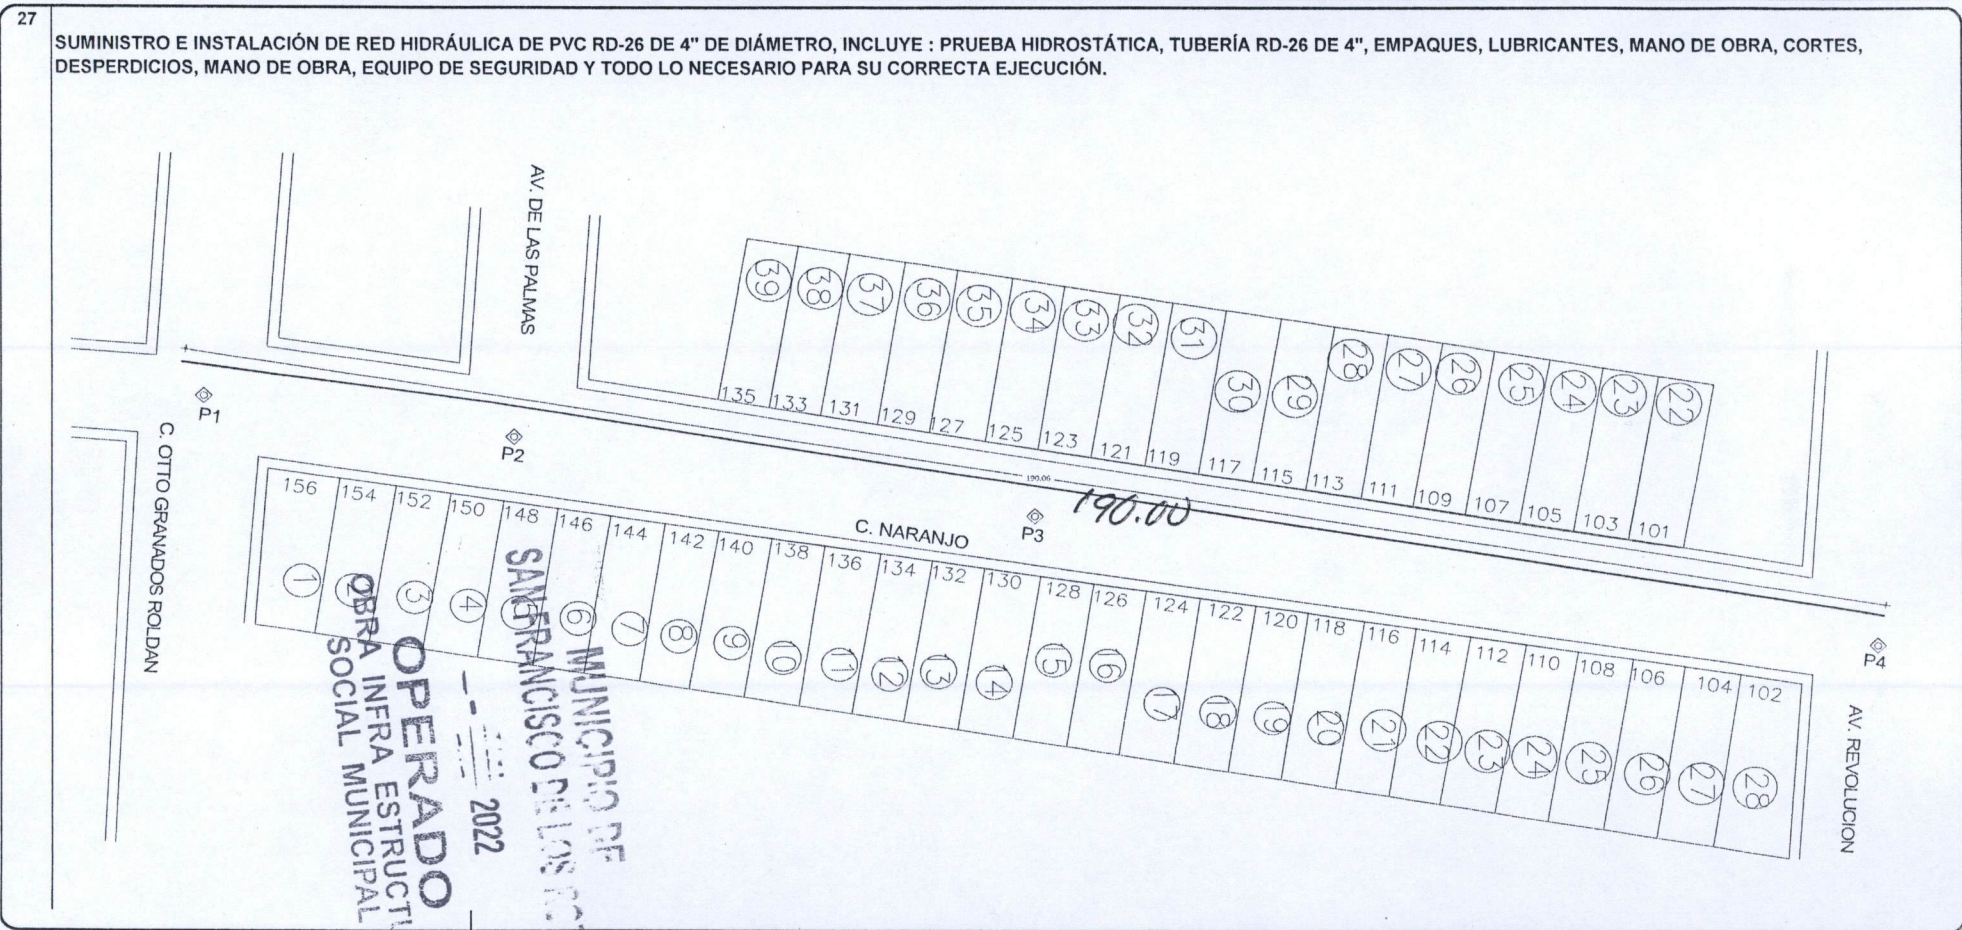 27
SUMINISTRO E INSTALACIÓN DE RED HIDRÁULICA DE PVC RD-26 DE 4" DE DIÁMETRO, INCLUYE : PRUEBA HIDROSTÁTICA, TUBERÍA RD-26 DE 4", EMPAQUES, LUBRICANTES, MANO DE OBRA, CORTES,
DESPERDICIOS, MANO DE OBRA, EQUIPO DE SEGURIDAD Y TODO LO NECESARIO PARA SU CORRECTA EJECUCIÓN.
AV. DE LAS PALMAS
39 38 37 36 35 34 33 32 31 30 29 28 27 26 25 24 23 22
135 133 131 129 127 125 123 121 119 117 115 113 111 109 107 105 103 101
P1
P2
190.06
190.00
P3
C. NARANJO
P4
C. OTTO GRANADOS ROLDAN
156 154 152 150 148 146 144 142 140 138 136 134 132 130 128 126 124 122 120 118 116 114 112 110 108 106 104 102
1 2 3 4 5 6 7 8 9 10 11 12 13 14 15 16 17 18 19 20 21 22 23 24 25 26 27 28
AV. REVOLUCION
MUNICIPIO DE
SAN FRANCISCO DE LOS
2022
OPERADO
OBRA INFRA ESTRUCTU
SOCIAL MUNICIPAL